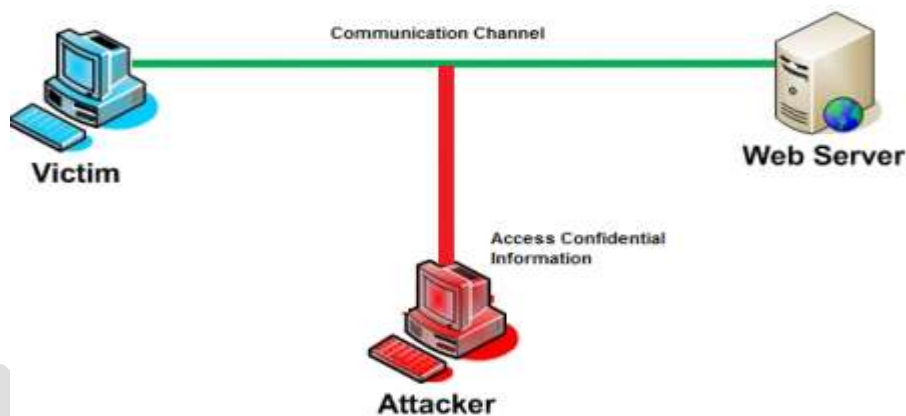 Communication Channel
Victim
Web Server
Access Confidential
Information
Attacker